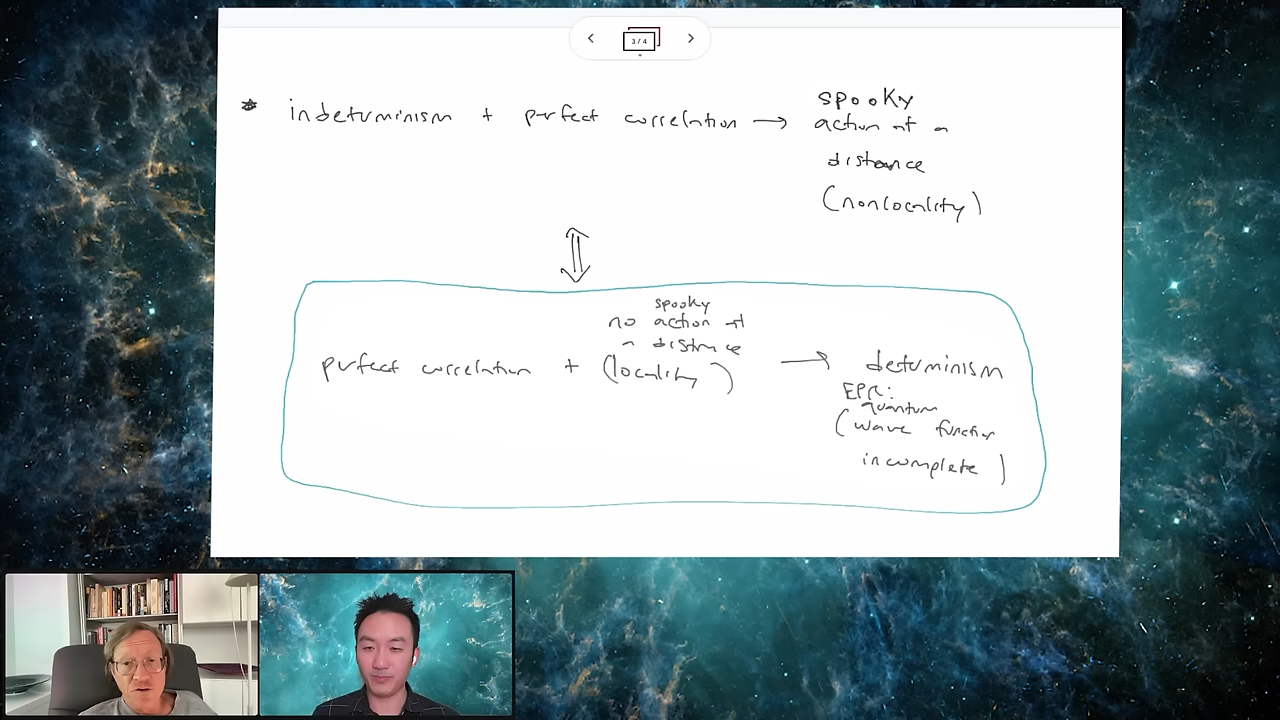 3 / 4
* indeterminism + perfect correlation → spooky
action at a
distance
(nonlocality)
⇕
spooky
no action at
a distance
perfect correlation + (locality) → determinism
EPR:
quantum
(wave function
incomplete)